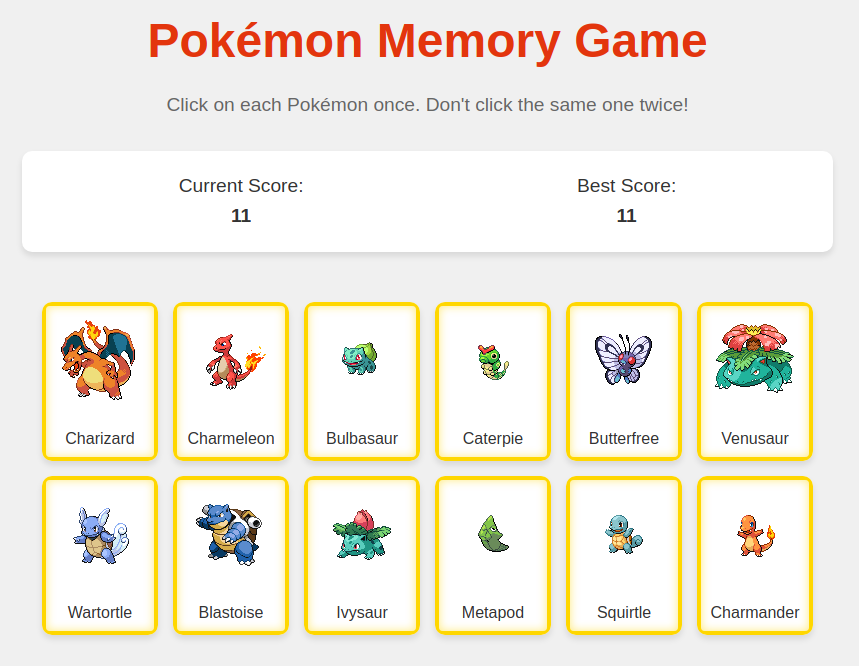 Pokémon Memory Game
Click on each Pokémon once. Don't click the same one twice!
Current Score:
11
Best Score:
11
Charizard
Charmeleon
Bulbasaur
Caterpie
Butterfree
Venusaur
Wartortle
Blastoise
Ivysaur
Metapod
Squirtle
Charmander